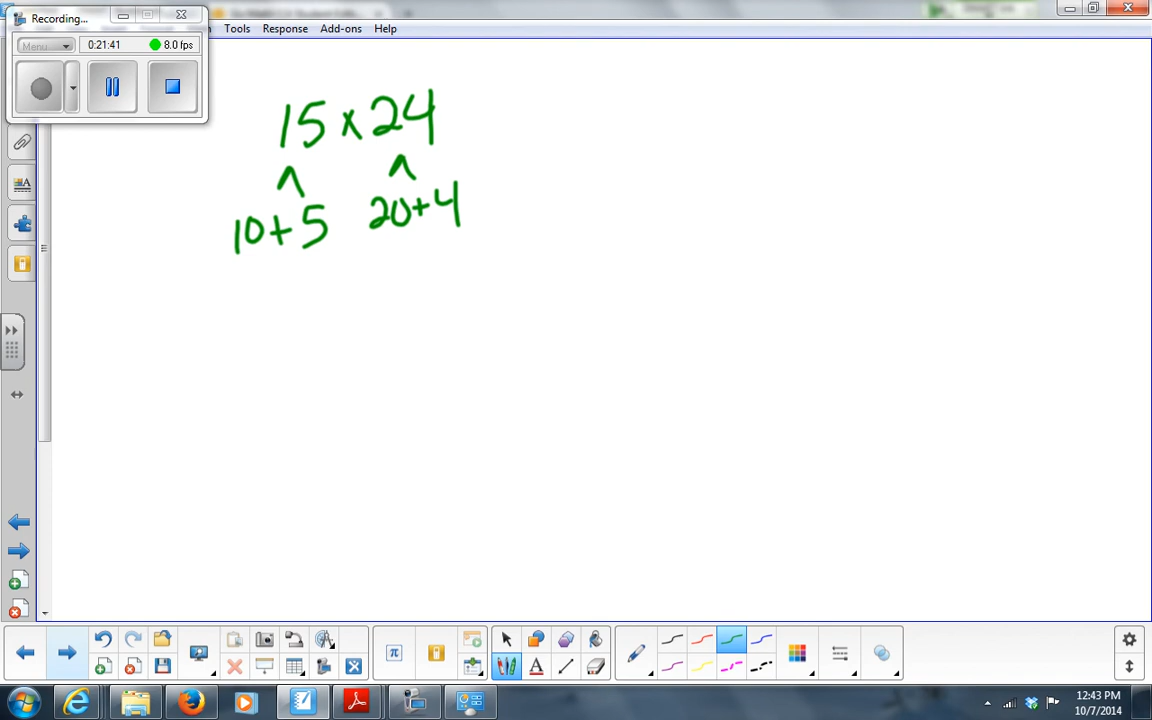 Recording...
Menu 0:21:41 8.0 fps
Tools Response Add-ons Help
15 x 24
10+5 20+4
12:43 PM
10/7/2014